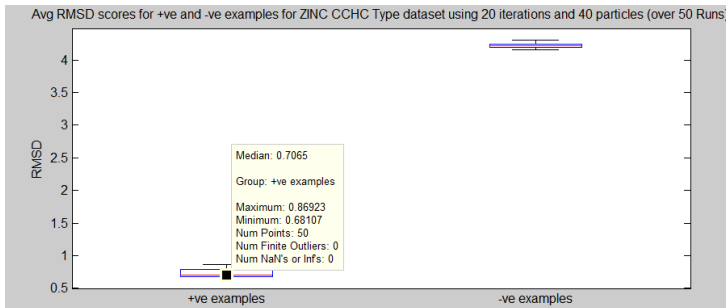 Avg RMSD scores for +ve and -ve examples for ZINC CCHC Type dataset using 20 iterations and 40 particles (over 50 Runs)
4
3.5
3
2.5
2
1.5
1
0.5
RMSD
Median: 0.7065
Group: +ve examples
Maximum: 0.86923
Minimum: 0.68107
Num Points: 50
Num Finite Outliers: 0
Num NaN's or Inf's: 0
+ve examples
-ve examples